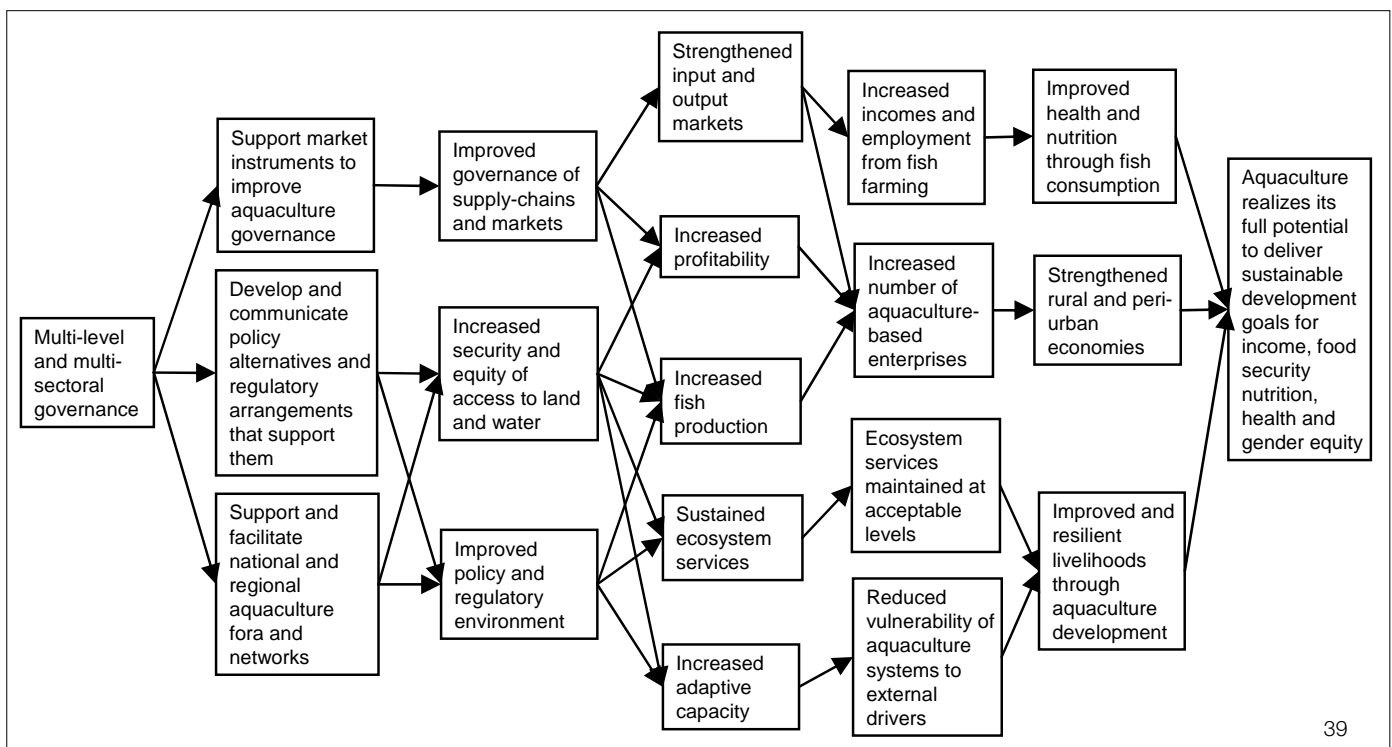 Multi-level and multi-
sectoral
governance
Support market
instruments to
improve
aquaculture
governance
Develop and
communicate
policy
alternatives and
regulatory
arrangements
that support
them
Support and
facilitate
national and
regional
aquaculture
fora and
networks
Improved
governance of
supply-chains
and markets
Increased
security and
equity of
access to land
and water
Improved
policy and
regulatory
environment
Strengthened
input and
output
markets
Increased
profitability
Increased
fish
production
Sustained
ecosystem
services
Increased
adaptive
capacity
Increased
incomes and
employment
from fish
farming
Increased
number of
aquaculture-
based
enterprises
Ecosystem
services
maintained at
acceptable
levels
Reduced
vulnerability of
aquaculture
systems to
external
drivers
Improved
health and
nutrition
through fish
consumption
Strengthened
rural and peri-
urban
economies
Improved and
resilient
livelihoods
through
aquaculture
development
Aquaculture
realizes its
full potential
to deliver
sustainable
development
goals for
income, food
security
nutrition,
health and
gender equity
39